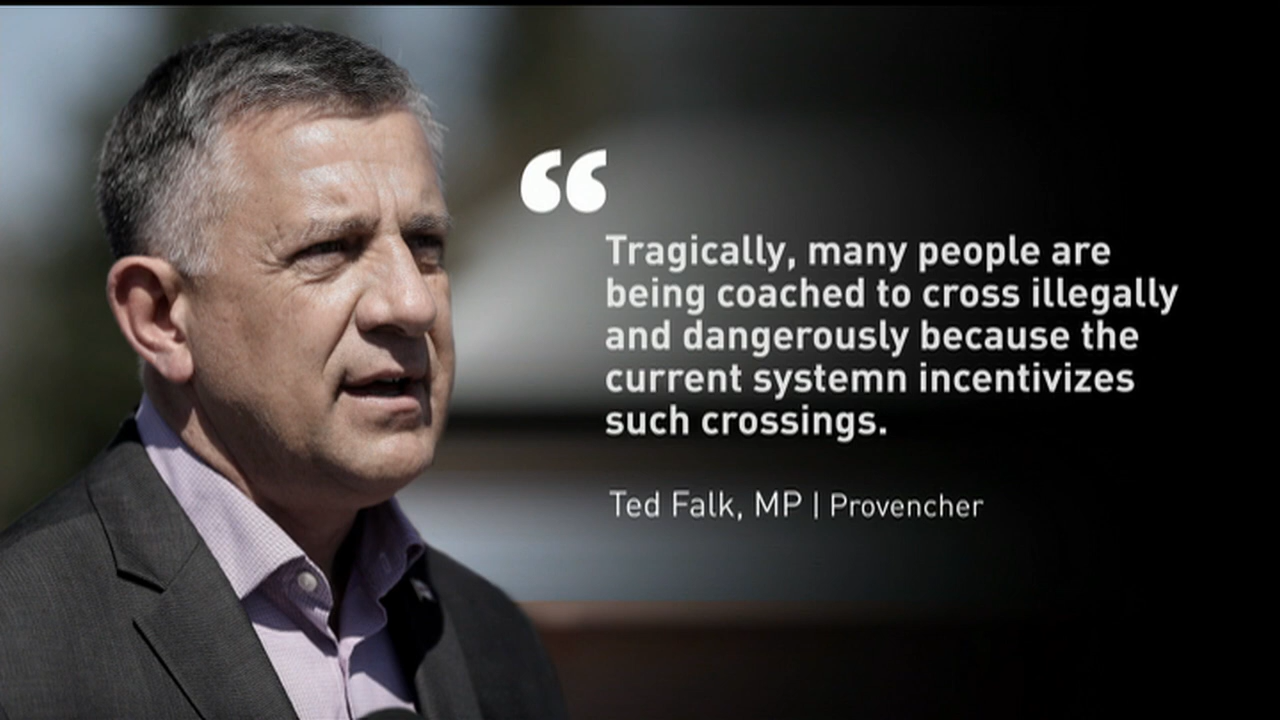 “
Tragically, many people are
being coached to cross illegally
and dangerously because the
current systemn incentivizes
such crossings.
Ted Falk, MP | Provencher